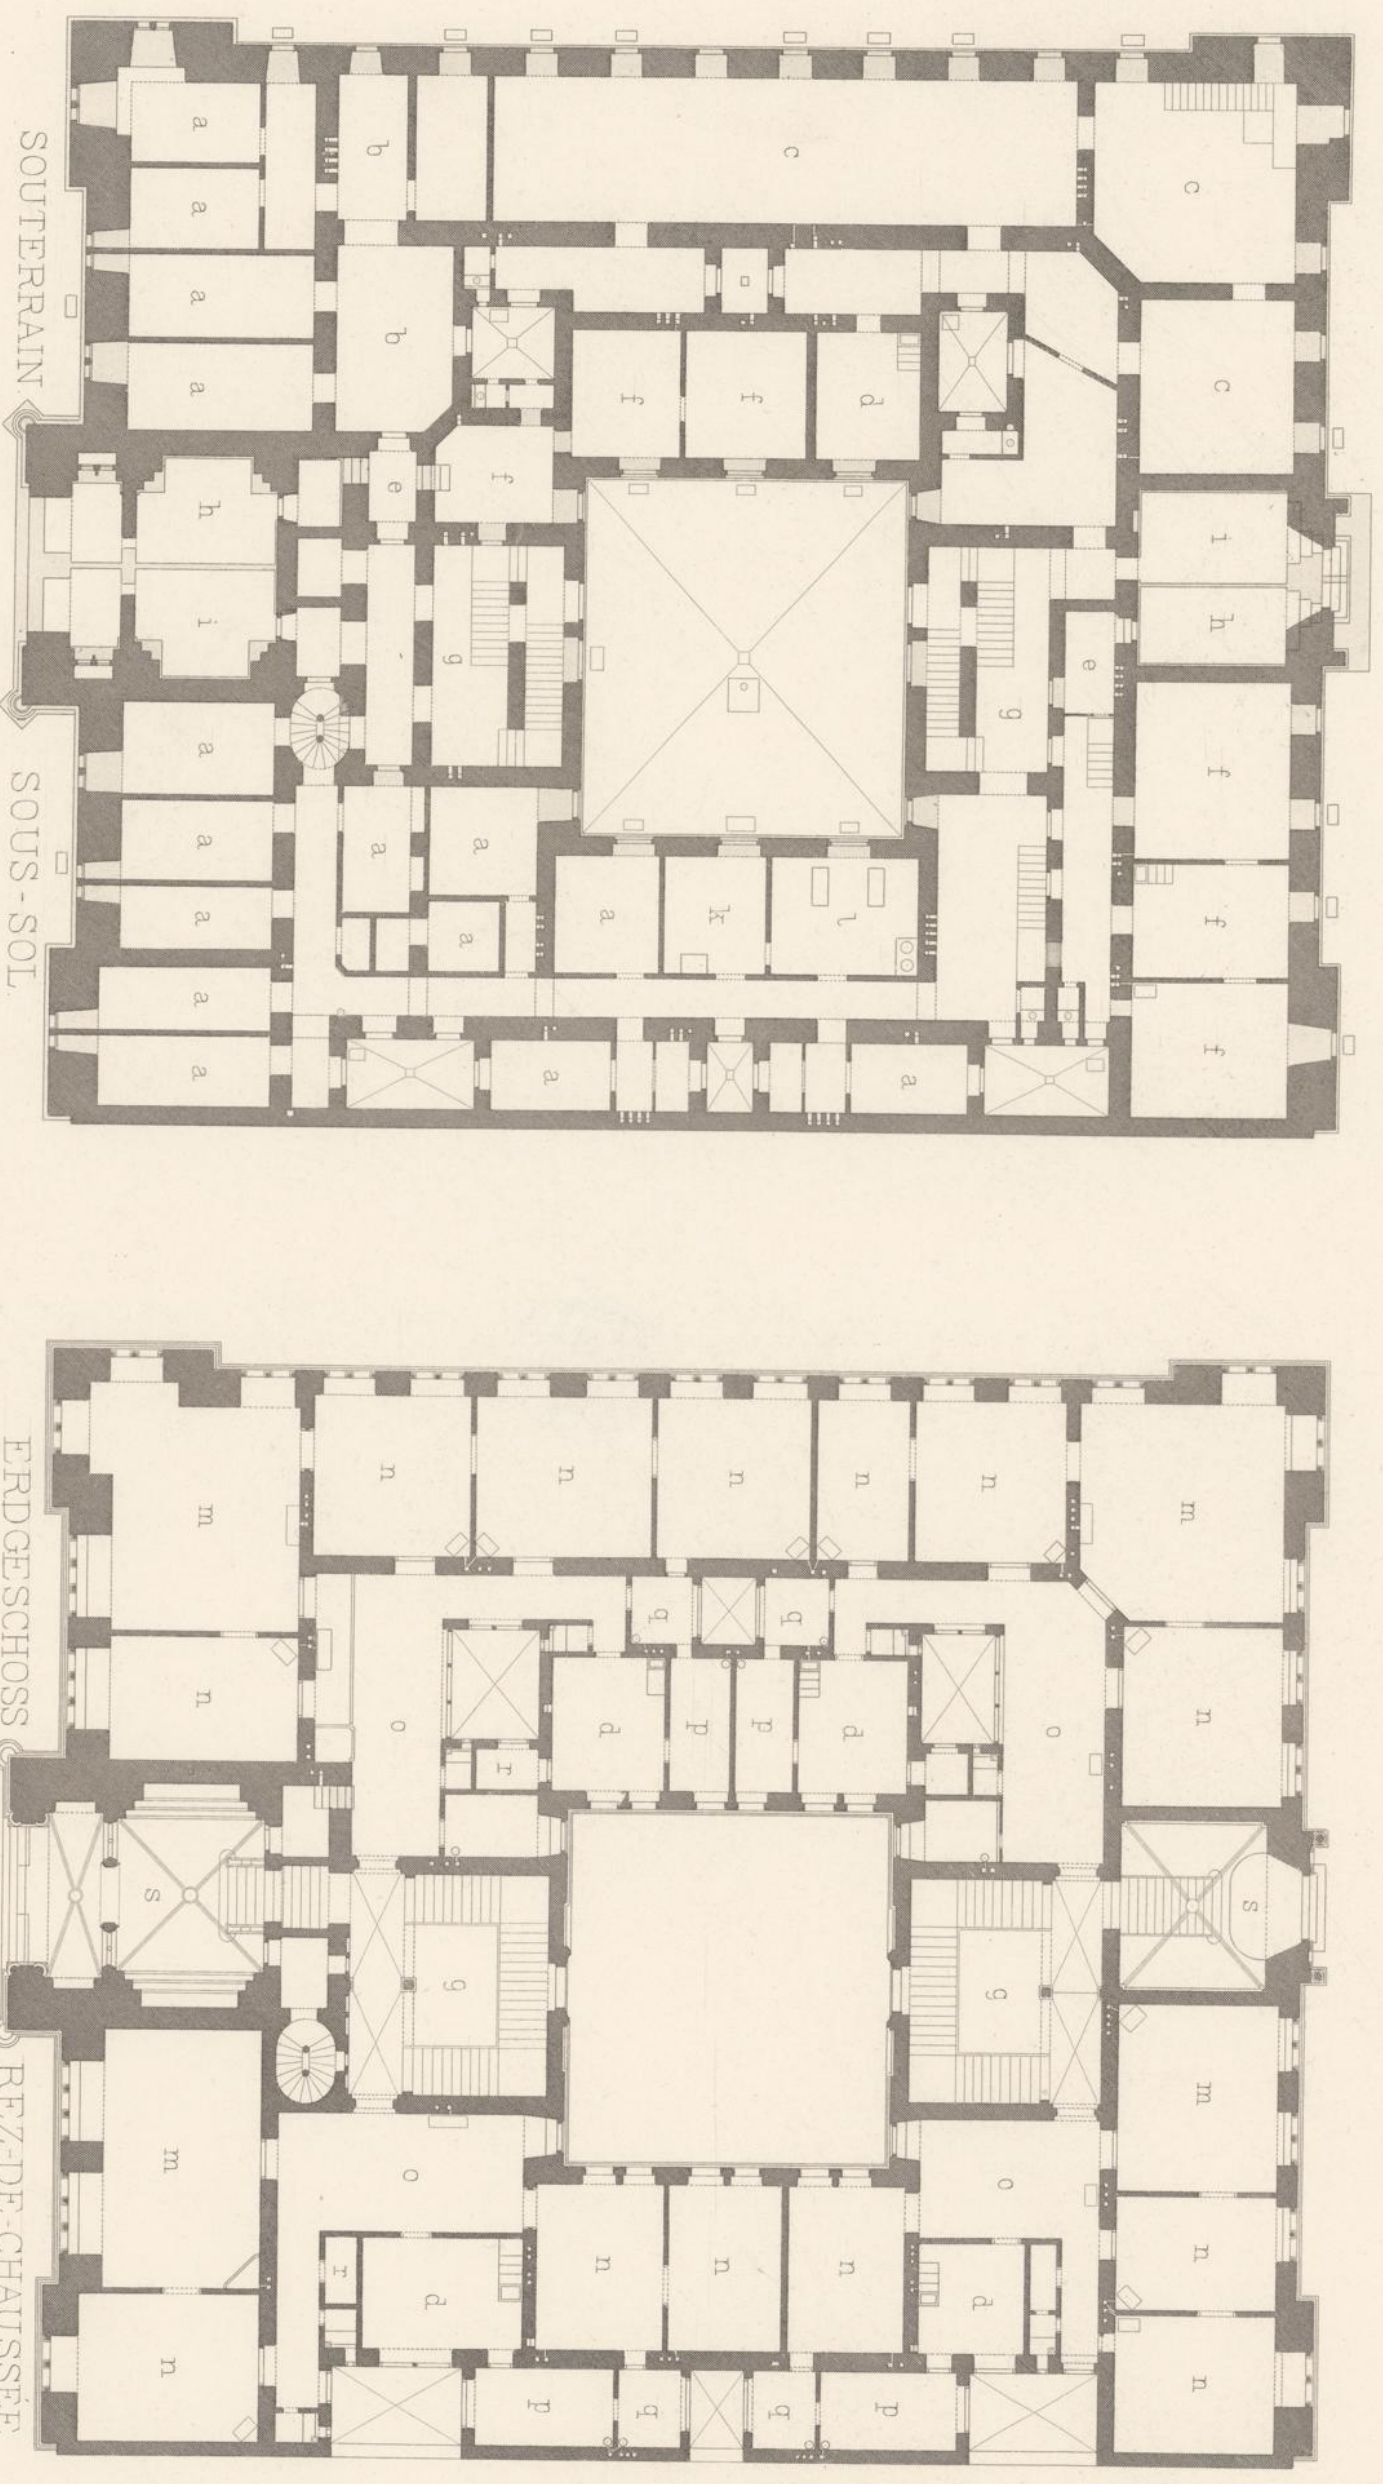 c c i h f f f
e
g
a
d l
c f k
f a a
f g a a
b b e a
a a a a h i a a a a a
SOUTERRAIN. SOUS-SOL.
m n s m n n
o g o
n d
n d n p
q p q
n p n
q q
n d n p
r
n o g o d
r
m n s m n
ERDGESCHOSS REZ-DE-CHAUSSÉE